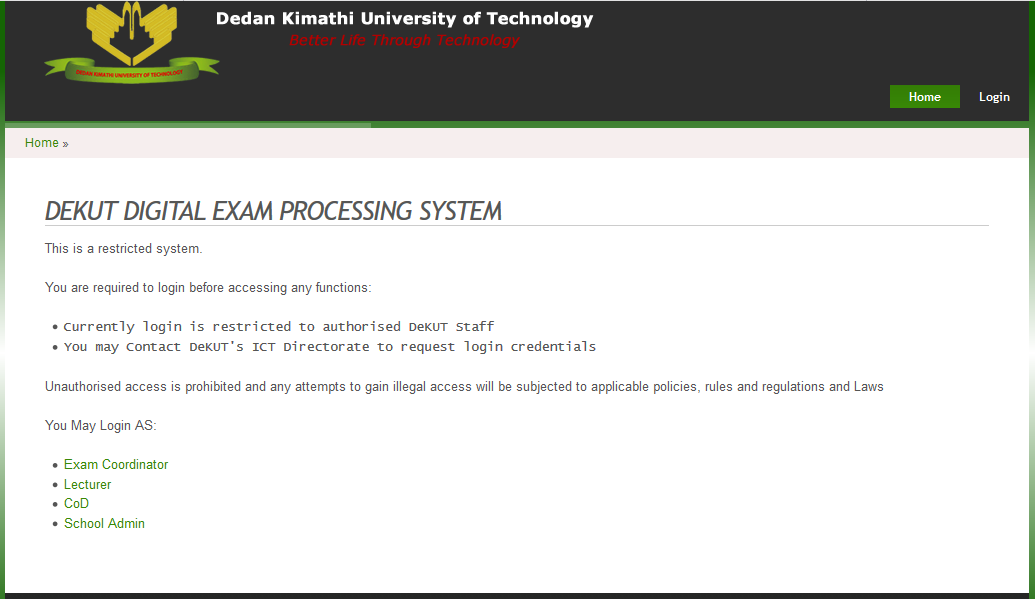 Dedan Kimathi University of Technology
Better Life Through Technology
DEDAN KIMATHI UNIVERSITY OF TECHNOLOGY
Home Login
Home »
DEKUT DIGITAL EXAM PROCESSING SYSTEM
This is a restricted system.
You are required to login before accessing any functions:
• Currently login is restricted to authorised DeKUT Staff
• You may Contact DeKUT's ICT Directorate to request login credentials
Unauthorised access is prohibited and any attempts to gain illegal access will be subjected to applicable policies, rules and regulations and Laws
You May Login AS:
• Exam Coordinator
• Lecturer
• CoD
• School Admin